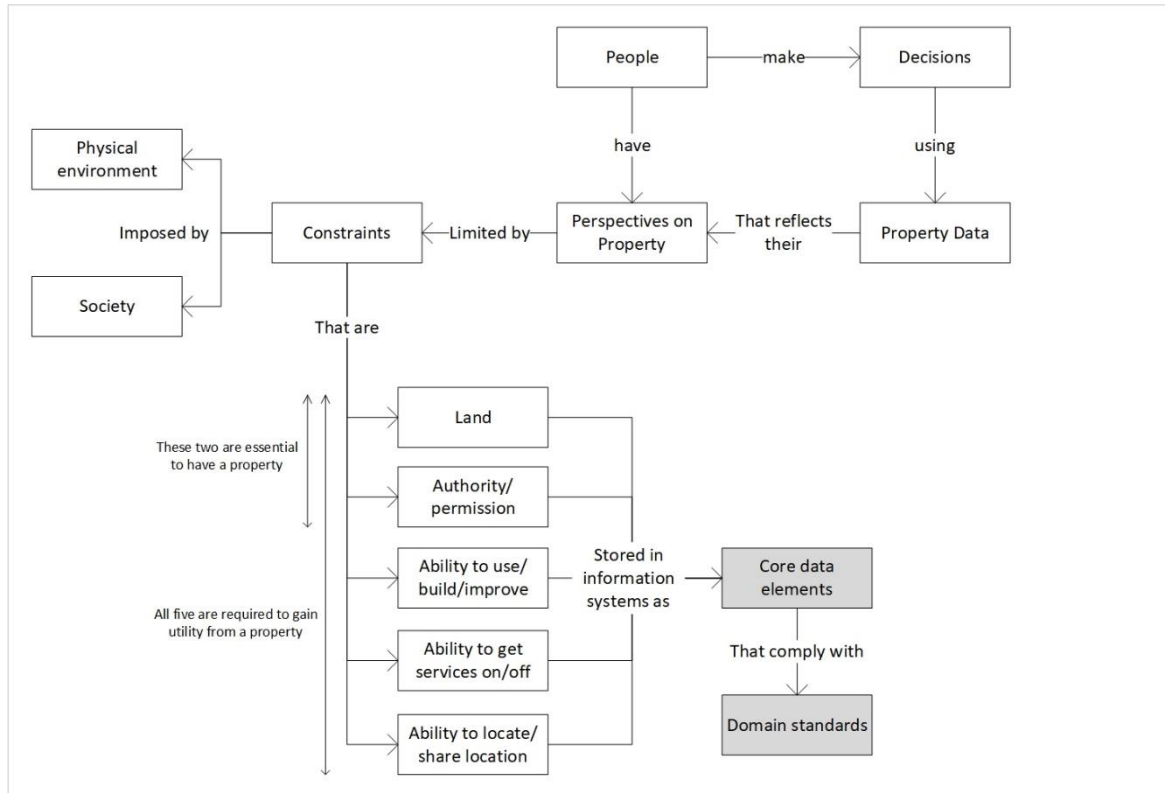 People
make
Decisions
have
using
Physical
environment
Imposed by
Society
Constraints
Limited by
Perspectives on
Property
That reflects
their
Property Data
That are
Land
These two are essential
to have a property
Authority/
permission
Ability to use/
build/improve
All five are required to gain
utility from a property
Ability to get
services on/off
Ability to locate/
share location
Stored in
information
systems as
Core data
elements
That comply with
Domain standards